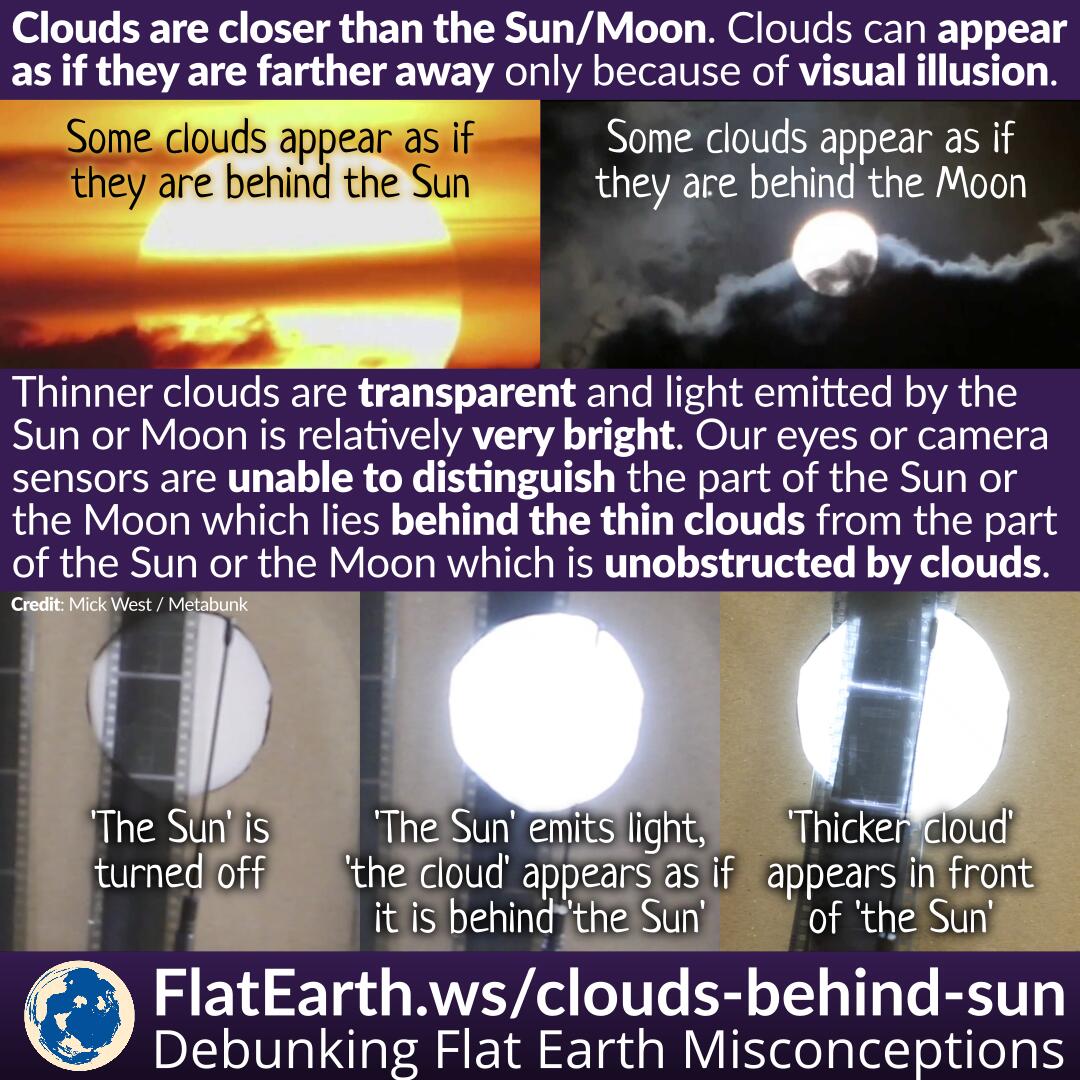 Clouds are closer than the Sun/Moon. Clouds can appear
as if they are farther away only because of visual illusion.
Some clouds appear as if
they are behind the Sun
Some clouds appear as if
they are behind the Moon
Thinner clouds are transparent and light emitted by the
Sun or Moon is relatively very bright. Our eyes or camera
sensors are unable to distinguish the part of the Sun or
the Moon which lies behind the thin clouds from the part
of the Sun or the Moon which is unobstructed by clouds.
Credit: Mick West / Metabunk
'The Sun' is
turned off
'The Sun' emits light,
'the cloud' appears as if
it is behind 'the Sun'
'Thicker cloud'
appears in front
of 'the Sun'
FlatEarth.ws/clouds-behind-sun
Debunking Flat Earth Misconceptions